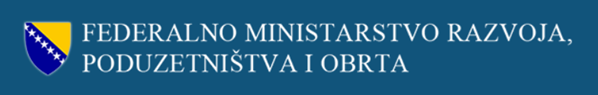 FEDERALNO MINISTARSTVO RAZVOJA,
PODUZETNIŠTVA I OBRTA